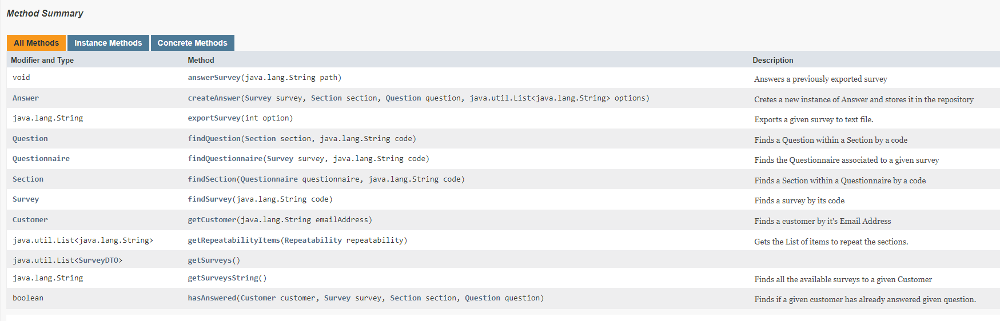 Method Summary
All Methods Instance Methods Concrete Methods
Modifier and Type Method Description
void answerSurvey(java.lang.String path) Answers a previously exported survey
Answer createAnswer(Survey survey, Section section, Question question, java.util.List<java.lang.String> options) Cretes a new instance of Answer and stores it in the repository
java.lang.String exportSurvey(int option) Exports a given survey to text file.
Question findQuestion(Section section, java.lang.String code) Finds a Question within a Section by a code
Questionnaire findQuestionnaire(Survey survey, java.lang.String code) Finds the Questionnaire associated to a given survey
Section findSection(Questionnaire questionnaire, java.lang.String code) Finds a Section within a Questionnaire by a code
Survey findSurvey(java.lang.String code) Finds a survey by its code
Customer getCustomer(java.lang.String emailAddress) Finds a customer by it's Email Address
java.util.List<java.lang.String> getRepeatabilityItems(Repeatability repeatability) Gets the List of items to repeat the sections.
java.util.List<SurveyDTO> getSurveys()
java.lang.String getSurveysString() Finds all the available surveys to a given Customer
boolean hasAnswered(Customer customer, Survey survey, Section section, Question question) Finds if a given customer has already answered given question.